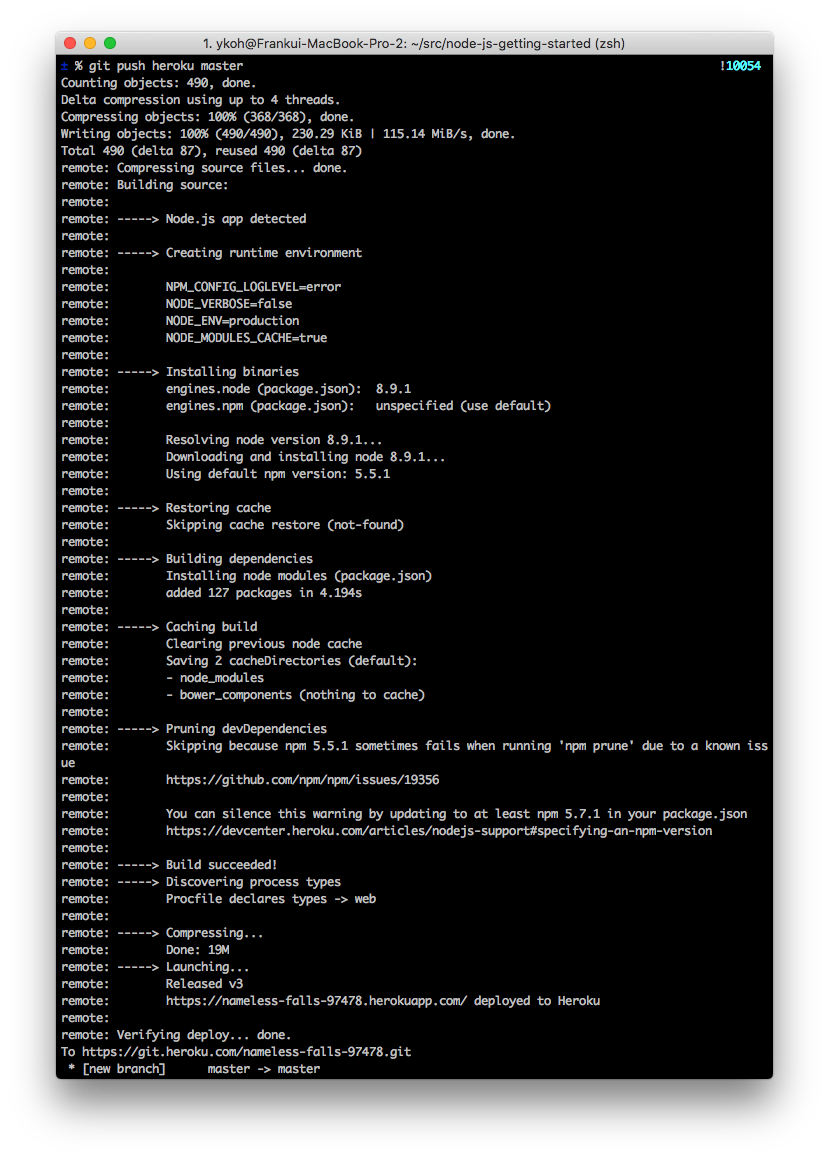 1. ykoh@Frankui-MacBook-Pro-2: ~/src/node-js-getting-started (zsh)
± % git push heroku master !10054
Counting objects: 490, done.
Delta compression using up to 4 threads.
Compressing objects: 100% (368/368), done.
Writing objects: 100% (490/490), 230.29 KiB | 115.14 MiB/s, done.
Total 490 (delta 87), reused 490 (delta 87)
remote: Compressing source files... done.
remote: Building source:
remote:
remote: -----> Node.js app detected
remote:
remote: -----> Creating runtime environment
remote:
remote:        NPM_CONFIG_LOGLEVEL=error
remote:        NODE_VERBOSE=false
remote:        NODE_ENV=production
remote:        NODE_MODULES_CACHE=true
remote:
remote: -----> Installing binaries
remote:        engines.node (package.json):  8.9.1
remote:        engines.npm (package.json):   unspecified (use default)
remote:
remote:        Resolving node version 8.9.1...
remote:        Downloading and installing node 8.9.1...
remote:        Using default npm version: 5.5.1
remote:
remote: -----> Restoring cache
remote:        Skipping cache restore (not-found)
remote:
remote: -----> Building dependencies
remote:        Installing node modules (package.json)
remote:        added 127 packages in 4.194s
remote:
remote: -----> Caching build
remote:        Clearing previous node cache
remote:        Saving 2 cacheDirectories (default):
remote:        - node_modules
remote:        - bower_components (nothing to cache)
remote:
remote: -----> Pruning devDependencies
remote:        Skipping because npm 5.5.1 sometimes fails when running 'npm prune' due to a known iss
ue
remote:        https://github.com/npm/npm/issues/19356
remote:
remote:        You can silence this warning by updating to at least npm 5.7.1 in your package.json
remote:        https://devcenter.heroku.com/articles/nodejs-support#specifying-an-npm-version
remote:
remote: -----> Build succeeded!
remote: -----> Discovering process types
remote:        Procfile declares types -> web
remote:
remote: -----> Compressing...
remote:        Done: 19M
remote: -----> Launching...
remote:        Released v3
remote:        https://nameless-falls-97478.herokuapp.com/ deployed to Heroku
remote:
remote: Verifying deploy... done.
To https://git.heroku.com/nameless-falls-97478.git
 * [new branch]      master -> master